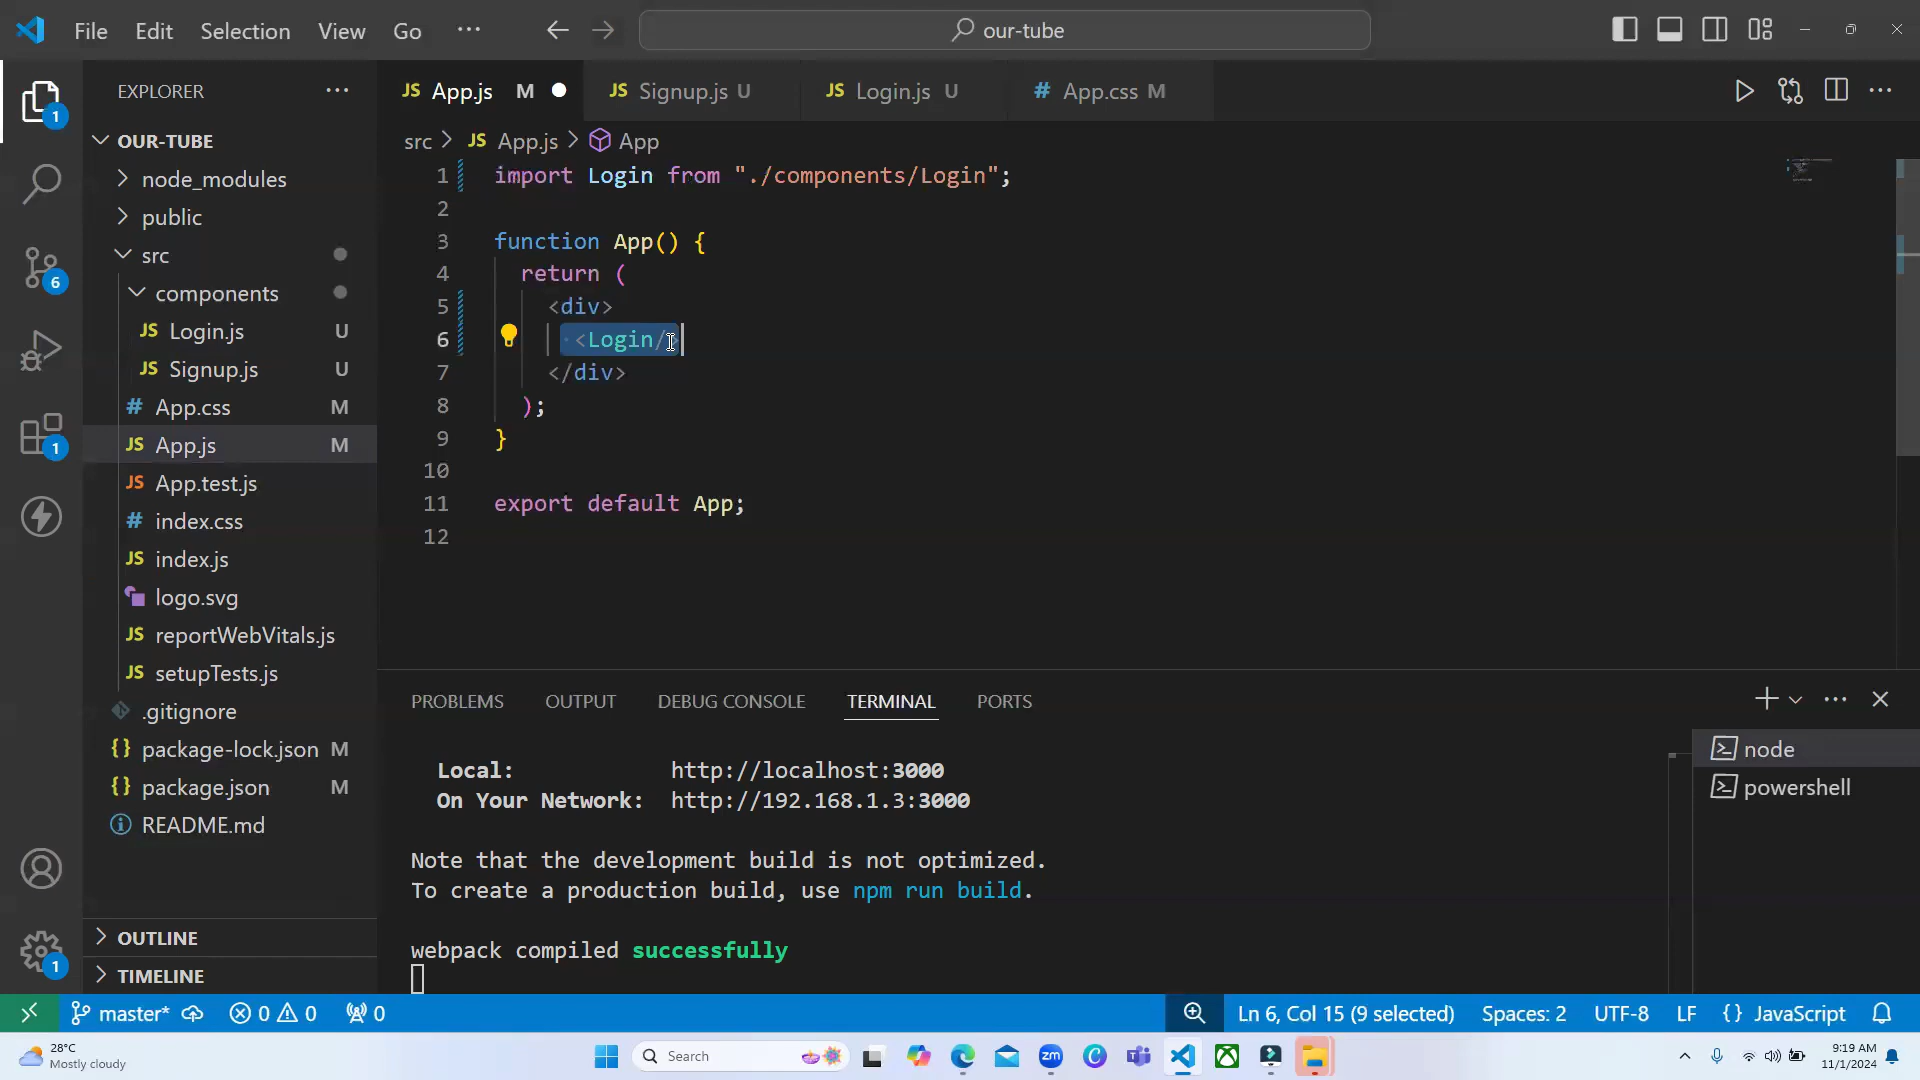 File Edit Selection View Go ··· our-tube
EXPLORER
OUR-TUBE
node_modules
public
src
components
JS Login.js U
JS Signup.js U
# App.css M
JS App.js M
JS App.test.js
# index.css
JS index.js
logo.svg
JS reportWebVitals.js
JS setupTests.js
.gitignore
{} package-lock.json M
{} package.json M
README.md
OUTLINE
TIMELINE
1
6
1
1
JS App.js M JS Signup.js U JS Login.js U # App.css M
src > JS App.js > App
1 import Login from "./components/Login";
2
3 function App() {
4 return (
5 <div>
6 <Login/>
7 </div>
8 );
9 }
10
11 export default App;
12
PROBLEMS OUTPUT DEBUG CONSOLE TERMINAL PORTS
Local: http://localhost:3000
On Your Network: http://192.168.1.3:3000
Note that the development build is not optimized.
To create a production build, use npm run build.
webpack compiled successfully
node
powershell
master* 0 0 0 Ln 6, Col 15 (9 selected) Spaces: 2 UTF-8 LF {} JavaScript
28°C
Mostly cloudy
Search
zm
9:19 AM
11/1/2024